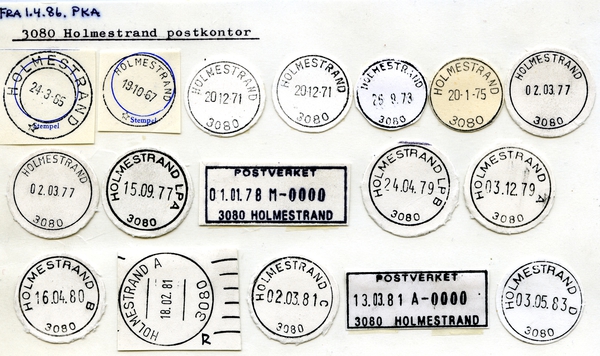 FRA 1.4.86. PKA
3080 Holmestrand postkontor
HOLMESTRAND
24-3-65
Stempel
HOLMESTRAND
19.10-67
Stempel
HOLMESTRAND
20.12.-71
3080
HOLMESTRAND
20.12.-71
3080
HOLMESTRAND
25 9.73
3080
HOLMESTRAND
20-1-75
3080
HOLMESTRAND
02.03.77
3080
HOLMESTRAND
02.03.77
3080
HOLMESTRAND LPA
15.09.77
3080
POSTVERKET
01.01.78 M-0000
3080 HOLMESTRAND
HOLMESTRAND LPB
24.04.79
3080
HOLMESTRAND A
03.12.79
3080
HOLMESTRAND B
16.04.80
3080
HOLMESTRAND A
18.02.81
3080
R
HOLMESTRAND C
02.03.81
3080
POSTVERKET
13.03.81 A-0000
3080 HOLMESTRAND
HOLMESTRAND D
03.05.83
3080